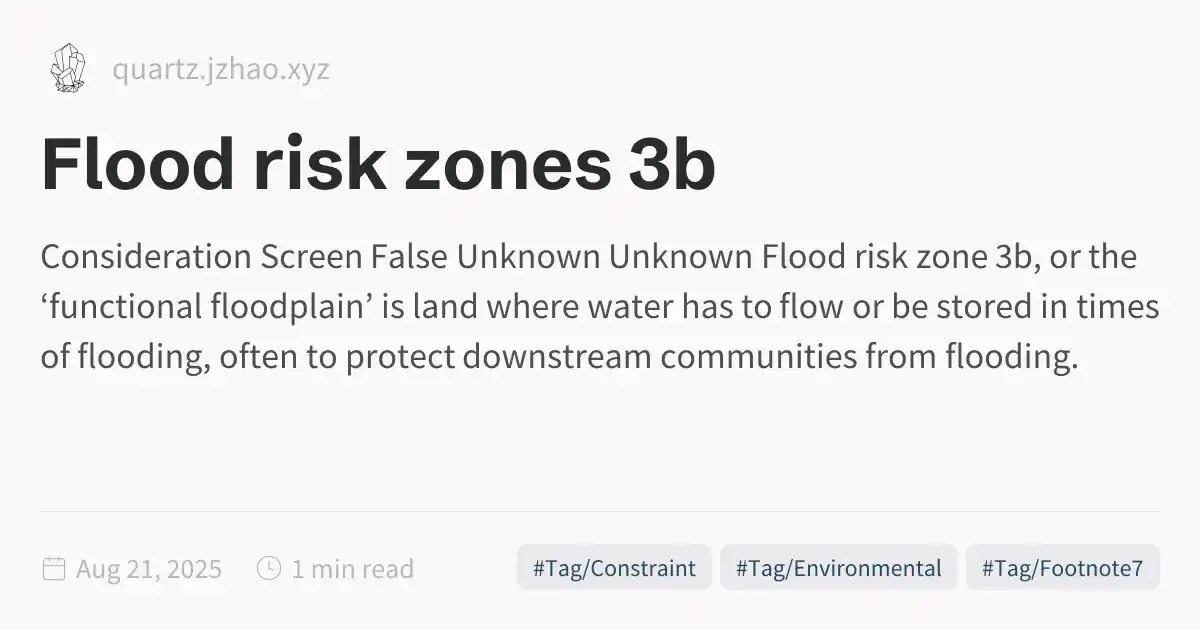 quartz.jzhao.xyz
Flood risk zones 3b
Consideration Screen False Unknown Unknown Flood risk zone 3b, or the
‘functional floodplain’ is land where water has to flow or be stored in times
of flooding, often to protect downstream communities from flooding.
Aug 21, 2025 1 min read #Tag/Constraint #Tag/Environmental #Tag/Footnote7